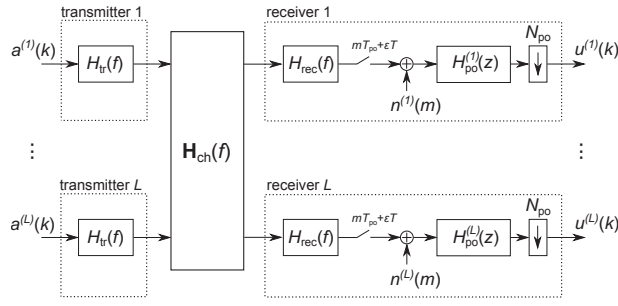 transmitter 1
receiver 1
a^(1)(k)
H_tr(f)
H_rec(f)
mT_po+εT
H_po^(1)(z)
N_po
u^(1)(k)
n^(1)(m)
⋮
H_ch(f)
⋮
transmitter L
receiver L
a^(L)(k)
H_tr(f)
H_rec(f)
mT_po+εT
H_po^(L)(z)
N_po
u^(L)(k)
n^(L)(m)